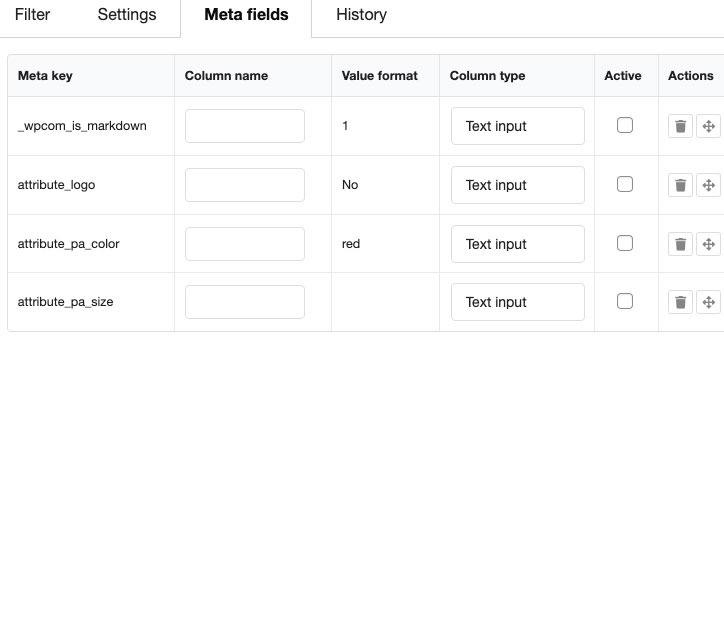 Filter Settings Meta fields History
Meta key Column name Value format Column type Active Actions
_wpcom_is_markdown 1 Text input
attribute_logo No Text input
attribute_pa_color red Text input
attribute_pa_size Text input